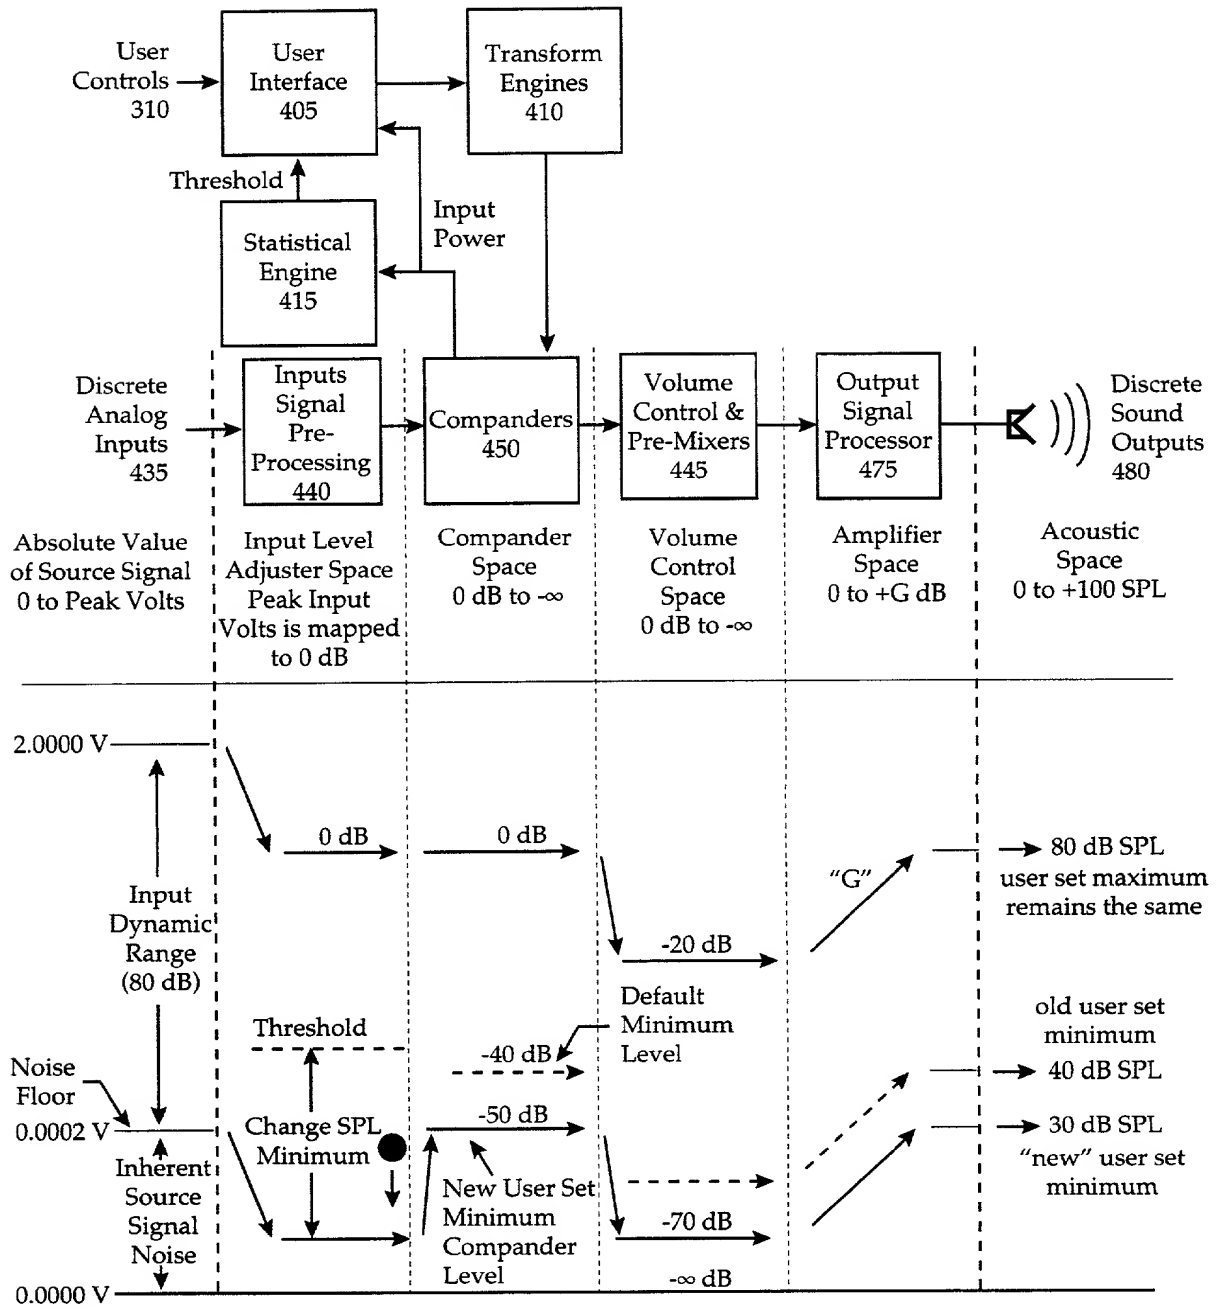 User
Controls
310
User
Interface
405
Transform
Engines
410
Threshold
Input
Power
Statistical
Engine
415
Discrete
Analog
Inputs
435
Inputs
Signal
Pre-
Processing
440
Companders
450
Volume
Control &
Pre-Mixers
445
Output
Signal
Processor
475
Discrete
Sound
Outputs
480
Absolute Value
of Source Signal
0 to Peak Volts
Input Level
Adjuster Space
Peak Input
Volts is mapped
to 0 dB
Compander
Space
0 dB to -∞
Volume
Control
Space
0 dB to -∞
Amplifier
Space
0 to +G dB
Acoustic
Space
0 to +100 SPL
2.0000 V
0 dB
0 dB
"G"
80 dB SPL
user set maximum
remains the same
Input
Dynamic
Range
(80 dB)
-20 dB
Threshold
Default
Minimum
Level
-40 dB
old user set
minimum
40 dB SPL
Noise
Floor
0.0002 V
Change SPL
Minimum
-50 dB
30 dB SPL
"new" user set
minimum
Inherent
Source
Signal
Noise
New User Set
Minimum
Compander
Level
-70 dB
-∞ dB
0.0000 V